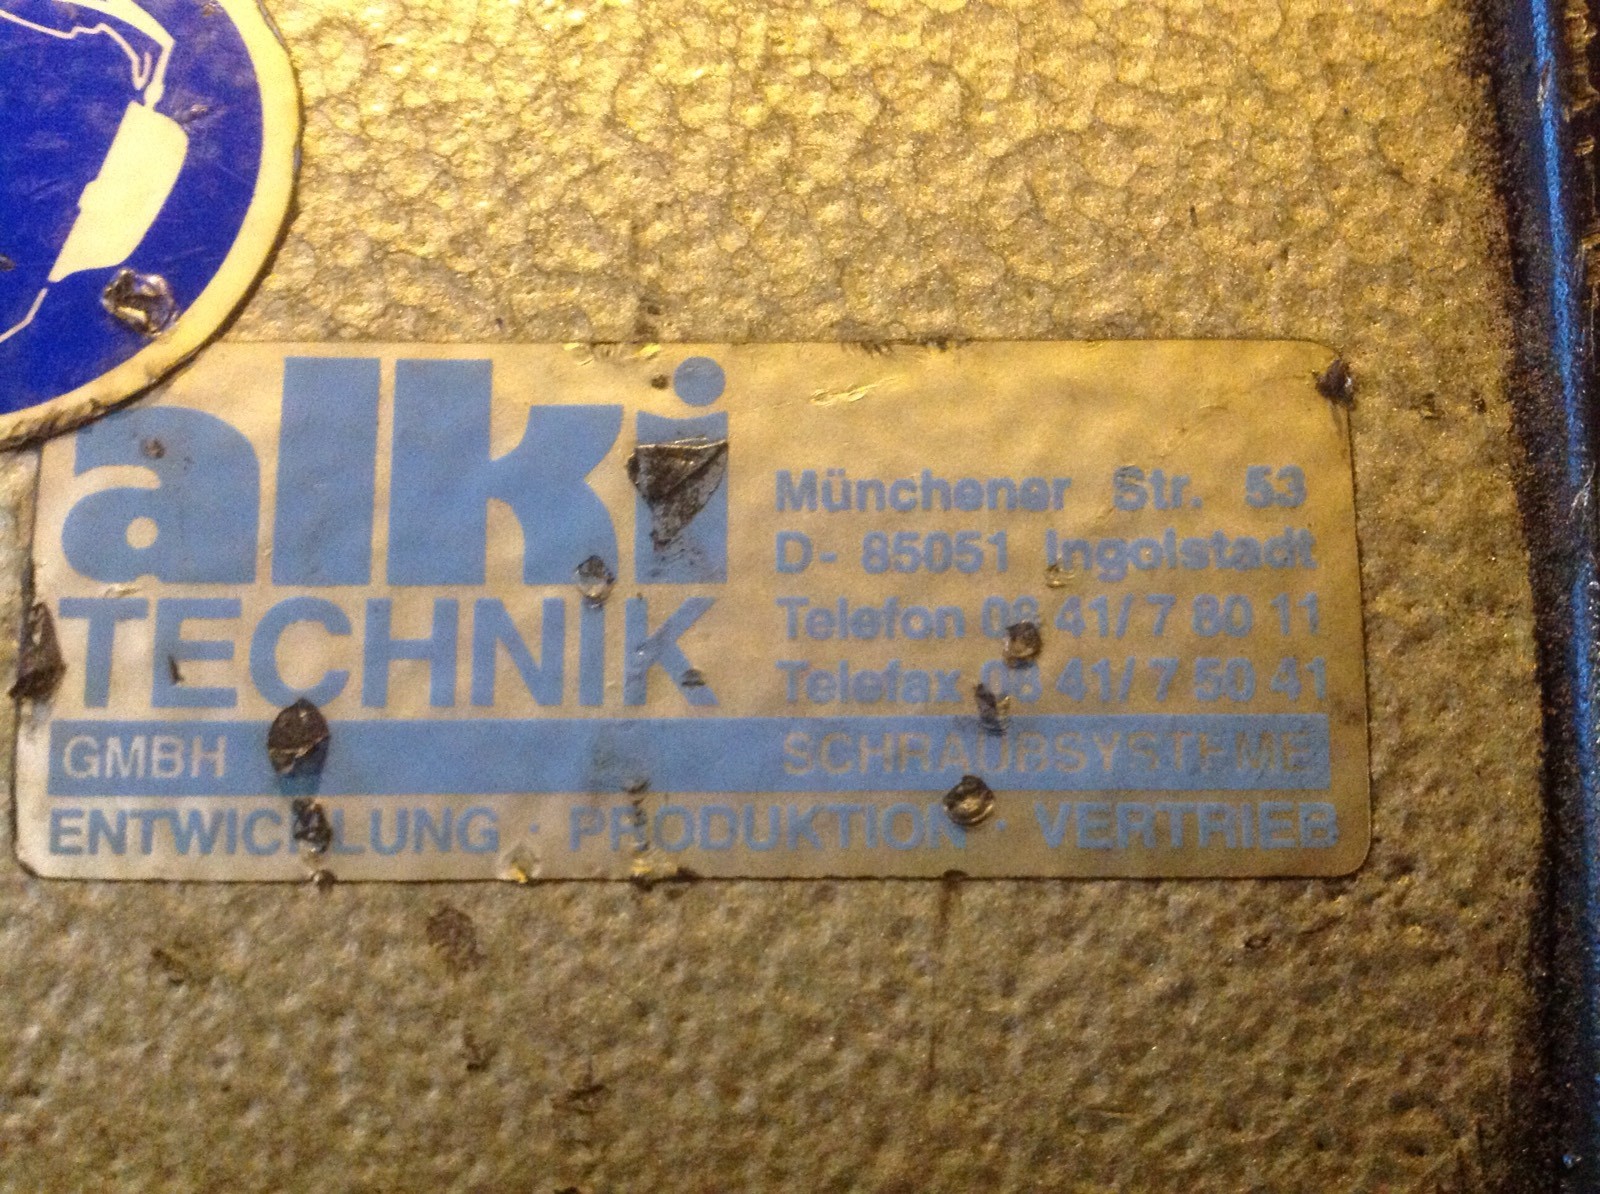 alki
TECHNIK
Münchener Str. 53
D- 85051 Ingolstadt
Telefon 08 41/7 80 11
Telefax 08 41/7 50 41
GMBH SCHRAUBSYSTEME
ENTWICKLUNG · PRODUKTION · VERTRIEB